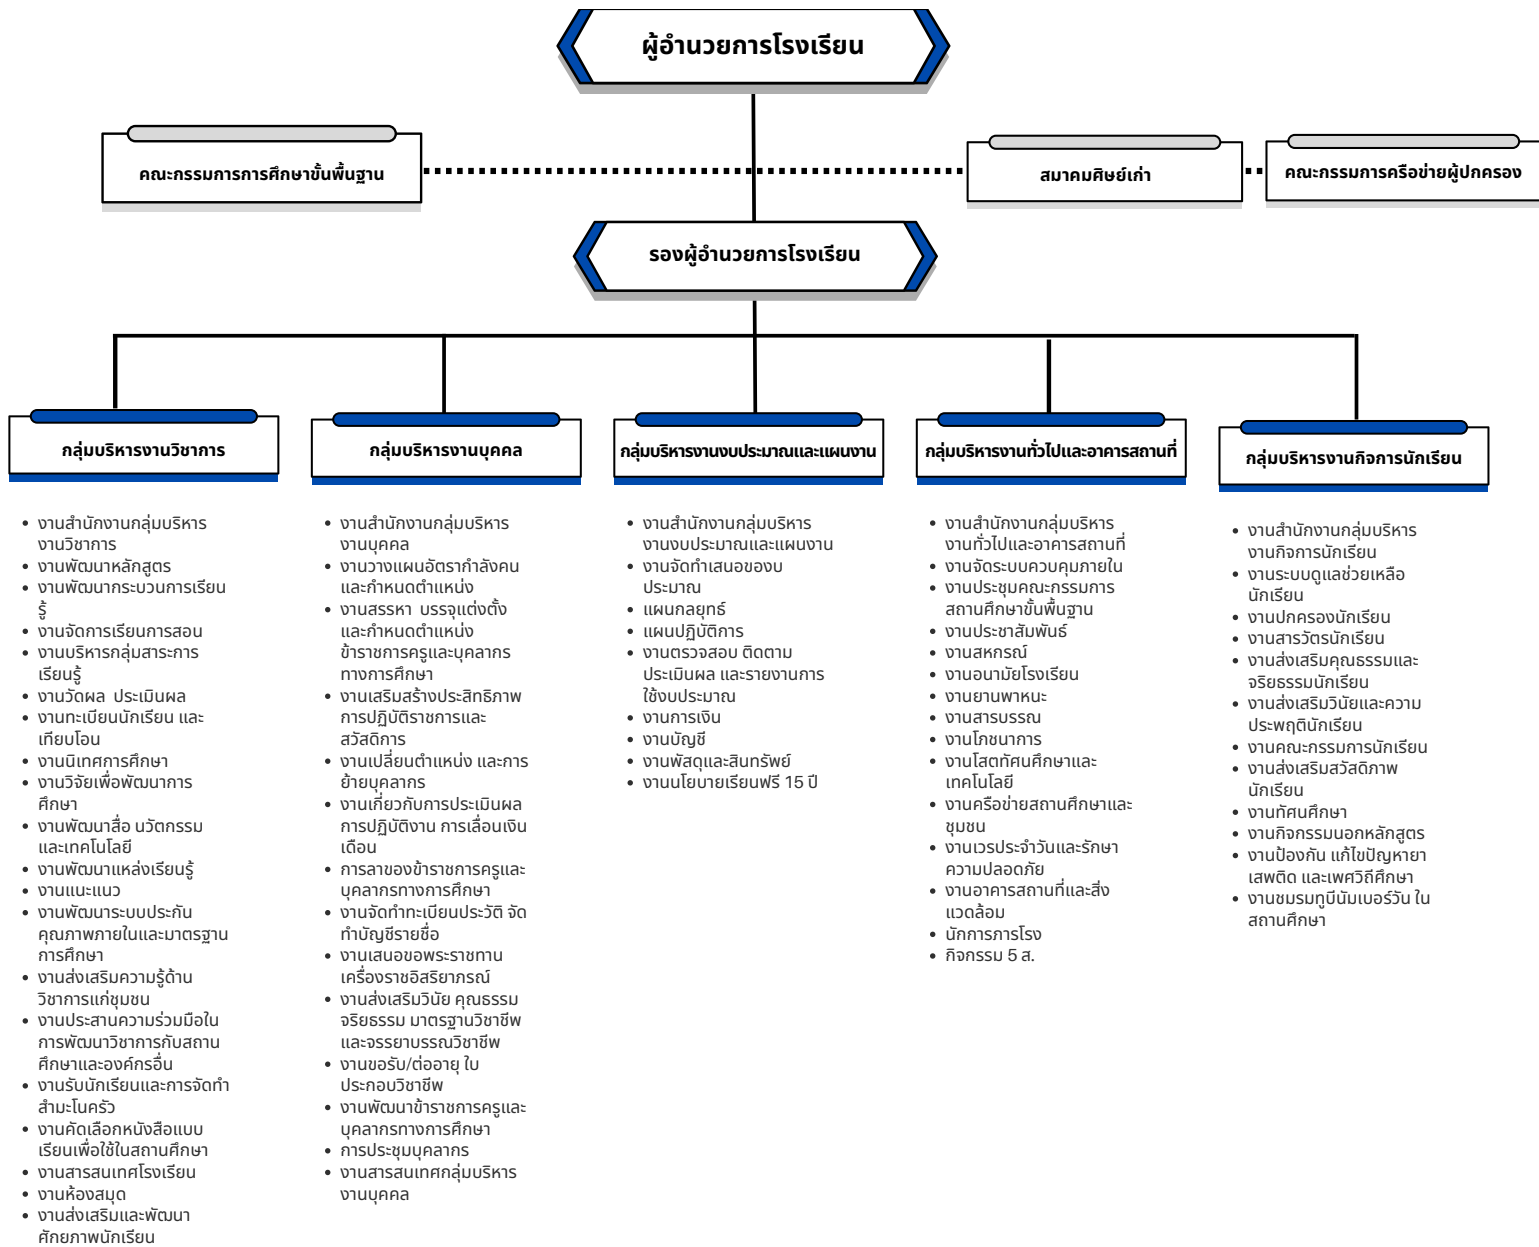 ผู้อำนวยการโรงเรียน
คณะกรรมการการศึกษาขั้นพื้นฐาน
สมาคมศิษย์เก่า
คณะกรรมการครือข่ายผู้ปกครอง
รองผู้อำนวยการโรงเรียน
กลุ่มบริหารงานวิชาการ
• งานสำนักงานกลุ่มบริหาร
งานวิชาการ
• งานพัฒนาหลักสูตร
• งานพัฒนากระบวนการเรียน
รู้
• งานจัดการเรียนการสอน
• งานบริหารกลุ่มสาระการ
เรียนรู้
• งานวัดผล ประเมินผล
• งานทะเบียนนักเรียน และ
เทียบโอน
• งานนิเทศการศึกษา
• งานวิจัยเพื่อพัฒนาการ
ศึกษา
• งานพัฒนาสื่อ นวัตกรรม
และเทคโนโลยี
• งานพัฒนาแหล่งเรียนรู้
• งานแนะแนว
• งานพัฒนาระบบประกัน
คุณภาพภายในและมาตรฐาน
การศึกษา
• งานส่งเสริมความรู้ด้าน
วิชาการแก่ชุมชน
• งานประสานความร่วมมือใน
การพัฒนาวิชาการกับสถาน
ศึกษาและองค์กรอื่น
• งานรับนักเรียนและการจัดทำ
สำมะโนครัว
• งานคัดเลือกหนังสือแบบ
เรียนเพื่อใช้ในสถานศึกษา
• งานสารสนเทศโรงเรียน
• งานห้องสมุด
• งานส่งเสริมและพัฒนา
ศักยภาพนักเรียน
กลุ่มบริหารงานบุคคล
• งานสำนักงานกลุ่มบริหาร
งานบุคคล
• งานวางแผนอัตรากำลังคน
และกำหนดตำแหน่ง
• งานสรรหา บรรจุแต่งตั้ง
และกำหนดตำแหน่ง
ข้าราชการครูและบุคลากร
ทางการศึกษา
• งานเสริมสร้างประสิทธิภาพ
การปฏิบัติราชการและ
สวัสดิการ
• งานเปลี่ยนตำแหน่ง และการ
ย้ายบุคลากร
• งานเกี่ยวกับการประเมินผล
การปฏิบัติงาน การเลื่อนเงิน
เดือน
• การลาของข้าราชการครูและ
บุคลากรทางการศึกษา
• งานจัดทำทะเบียนประวัติ จัด
ทำบัญชีรายชื่อ
• งานเสนอขอพระราชทาน
เครื่องราชอิสริยาภรณ์
• งานส่งเสริมวินัย คุณธรรม
จริยธรรม มาตรฐานวิชาชีพ
และจรรยาบรรณวิชาชีพ
• งานขอรับ/ต่ออายุ ใบ
ประกอบวิชาชีพ
• งานพัฒนาข้าราชการครูและ
บุคลากรทางการศึกษา
• การประชุมบุคลากร
• งานสารสนเทศกลุ่มบริหาร
งานบุคคล
กลุ่มบริหารงานงบประมาณและแผนงาน
• งานสำนักงานกลุ่มบริหาร
งานงบประมาณและแผนงาน
• งานจัดทำเสนอของบ
ประมาณ
• แผนกลยุทธ์
• แผนปฏิบัติการ
• งานตรวจสอบ ติดตาม
ประเมินผล และรายงานการ
ใช้งบประมาณ
• งานการเงิน
• งานบัญชี
• งานพัสดุและสินทรัพย์
• งานนโยบายเรียนฟรี 15 ปี
กลุ่มบริหารงานทั่วไปและอาคารสถานที่
• งานสำนักงานกลุ่มบริหาร
งานทั่วไปและอาคารสถานที่
• งานจัดระบบควบคุมภายใน
• งานประชุมคณะกรรมการ
สถานศึกษาขั้นพื้นฐาน
• งานประชาสัมพันธ์
• งานสหกรณ์
• งานอนามัยโรงเรียน
• งานยานพาหนะ
• งานสารบรรณ
• งานโภชนาการ
• งานโสตทัศนศึกษาและ
เทคโนโลยี
• งานครือข่ายสถานศึกษาและ
ชุมชน
• งานเวรประจำวันและรักษา
ความปลอดภัย
• งานอาคารสถานที่และสิ่ง
แวดล้อม
• นักการภารโรง
• กิจกรรม 5 ส.
กลุ่มบริหารงานกิจการนักเรียน
• งานสำนักงานกลุ่มบริหาร
งานกิจการนักเรียน
• งานระบบดูแลช่วยเหลือ
นักเรียน
• งานปกครองนักเรียน
• งานสารวัตรนักเรียน
• งานส่งเสริมคุณธรรมและ
จริยธรรมนักเรียน
• งานส่งเสริมวินัยและความ
ประพฤตินักเรียน
• งานคณะกรรมการนักเรียน
• งานส่งเสริมสวัสดิภาพ
นักเรียน
• งานทัศนศึกษา
• งานกิจกรรมนอกหลักสูตร
• งานป้องกัน แก้ไขปัญหายา
เสพติด และเพศวิถีศึกษา
• งานชมรมทูบีนัมเบอร์วัน ใน
สถานศึกษา